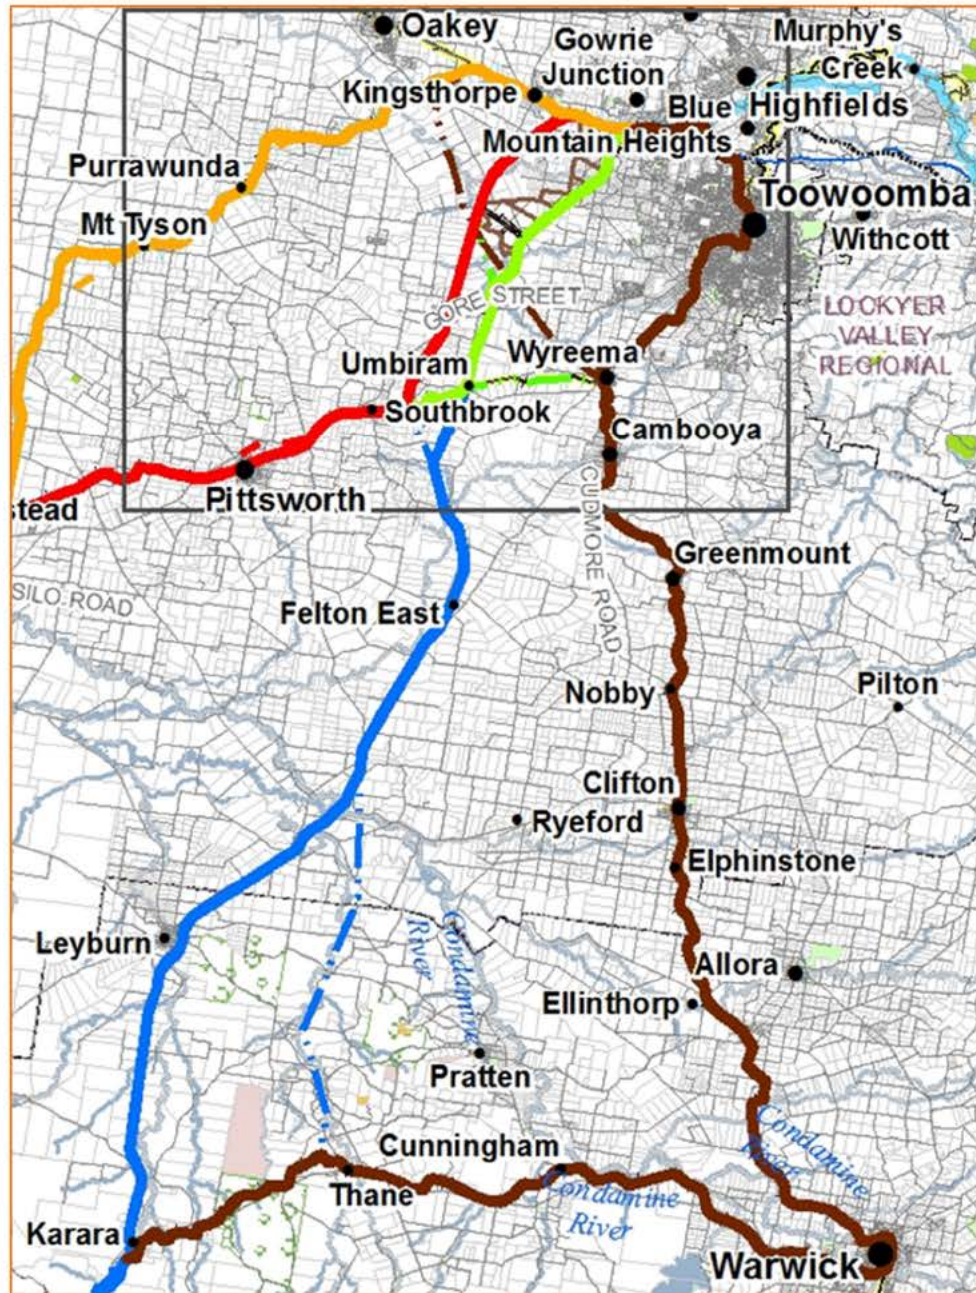 Oakey
Murphy's
Creek
Gowrie
Junction
Kingsthorpe
Blue
Mountain Heights
Highfields
Purrawunda
Toowoomba
Mt Tyson
Withcott
GORE STREET
LOCKYER
VALLEY
REGIONAL
Umbiram
Wyreema
Southbrook
Cambooya
Pittsworth
stead
CUDMORE ROAD
Greenmount
SILO ROAD
Felton East
Nobby
Pilton
Clifton
Ryeford
Elphinstone
Leyburn
Condamine
River
Allora
Ellinthorp
Pratten
Condamine
River
Cunningham
Thane
Condamine
River
Karara
Warwick